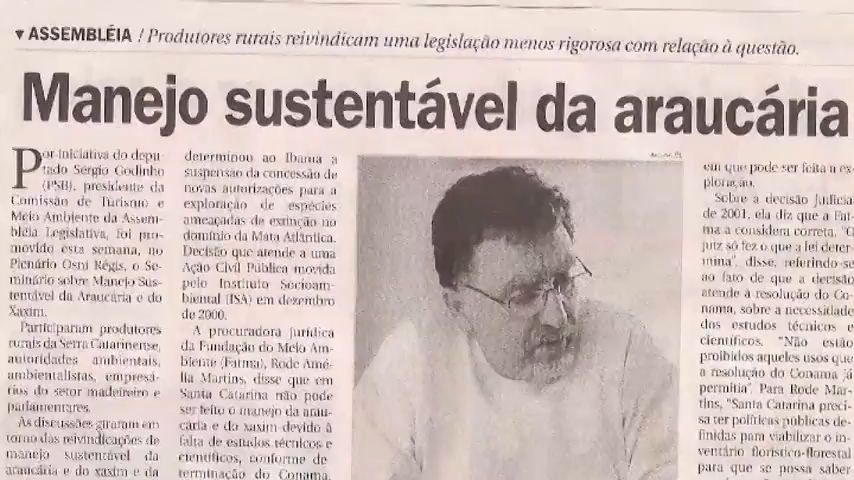 ▼ ASSEMBLÉIA / Produtores rurais reivindicam uma legislação menos rigorosa com relação à questão.
Manejo sustentável da araucária
Por iniciativa do depu-
tado Sérgio Godinho
(PSB), presidente da
Comissão de Turismo e
Meio Ambiente da Assem-
bléia Legislativa, foi pro-
movido esta semana, no
Plenário Osni Régis, o Se-
minário sobre Manejo Sus-
tentável da Araucária e do
Xaxim.
Participaram produtores
rurais da Serra Catarinense,
autoridades ambientais,
ambientalistas, empresá-
rios do setor madeireiro e
parlamentares.
As discussões giraram em
torno das reivindicações de
manejo sustentável da
araucária e do xaxim e da
determinou ao Ibama a
suspensão da concessão de
novas autorizações para a
exploração de espécies
ameaçadas de extinção no
domínio da Mata Atlântica.
Decisão que atende a uma
Ação Civil Pública movida
pelo Instituto Socioam-
biental (ISA) em dezembro
de 2000.
A procuradora jurídica
da Fundação do Meio Am-
biente (Fatma), Rode Amé-
lia Martins, disse que em
Santa Catarina não pode
ser feito o manejo da arau-
cária e do xaxim devido à
falta de estudos técnicos e
científicos, conforme de-
terminação do Conama.
em que pode ser feita a ex-
ploração.
Sobre a decisão judicial
de 2001, ela diz que a Fat-
ma a considera correta. "O
juiz só fez o que a lei deter-
mina", disse, referindo-se
ao fato de que a decisão
atende à resolução do Co-
nama, sobre a necessidade
dos estudos técnicos e
científicos. "Não estão
proibidos aqueles usos que
a resolução do Conama já
permitia". Para Rode Mar-
tins, "Santa Catarina preci-
sa ter políticas públicas de-
finidas para viabilizar o in-
ventário florístico-florestal
para que se possa saber